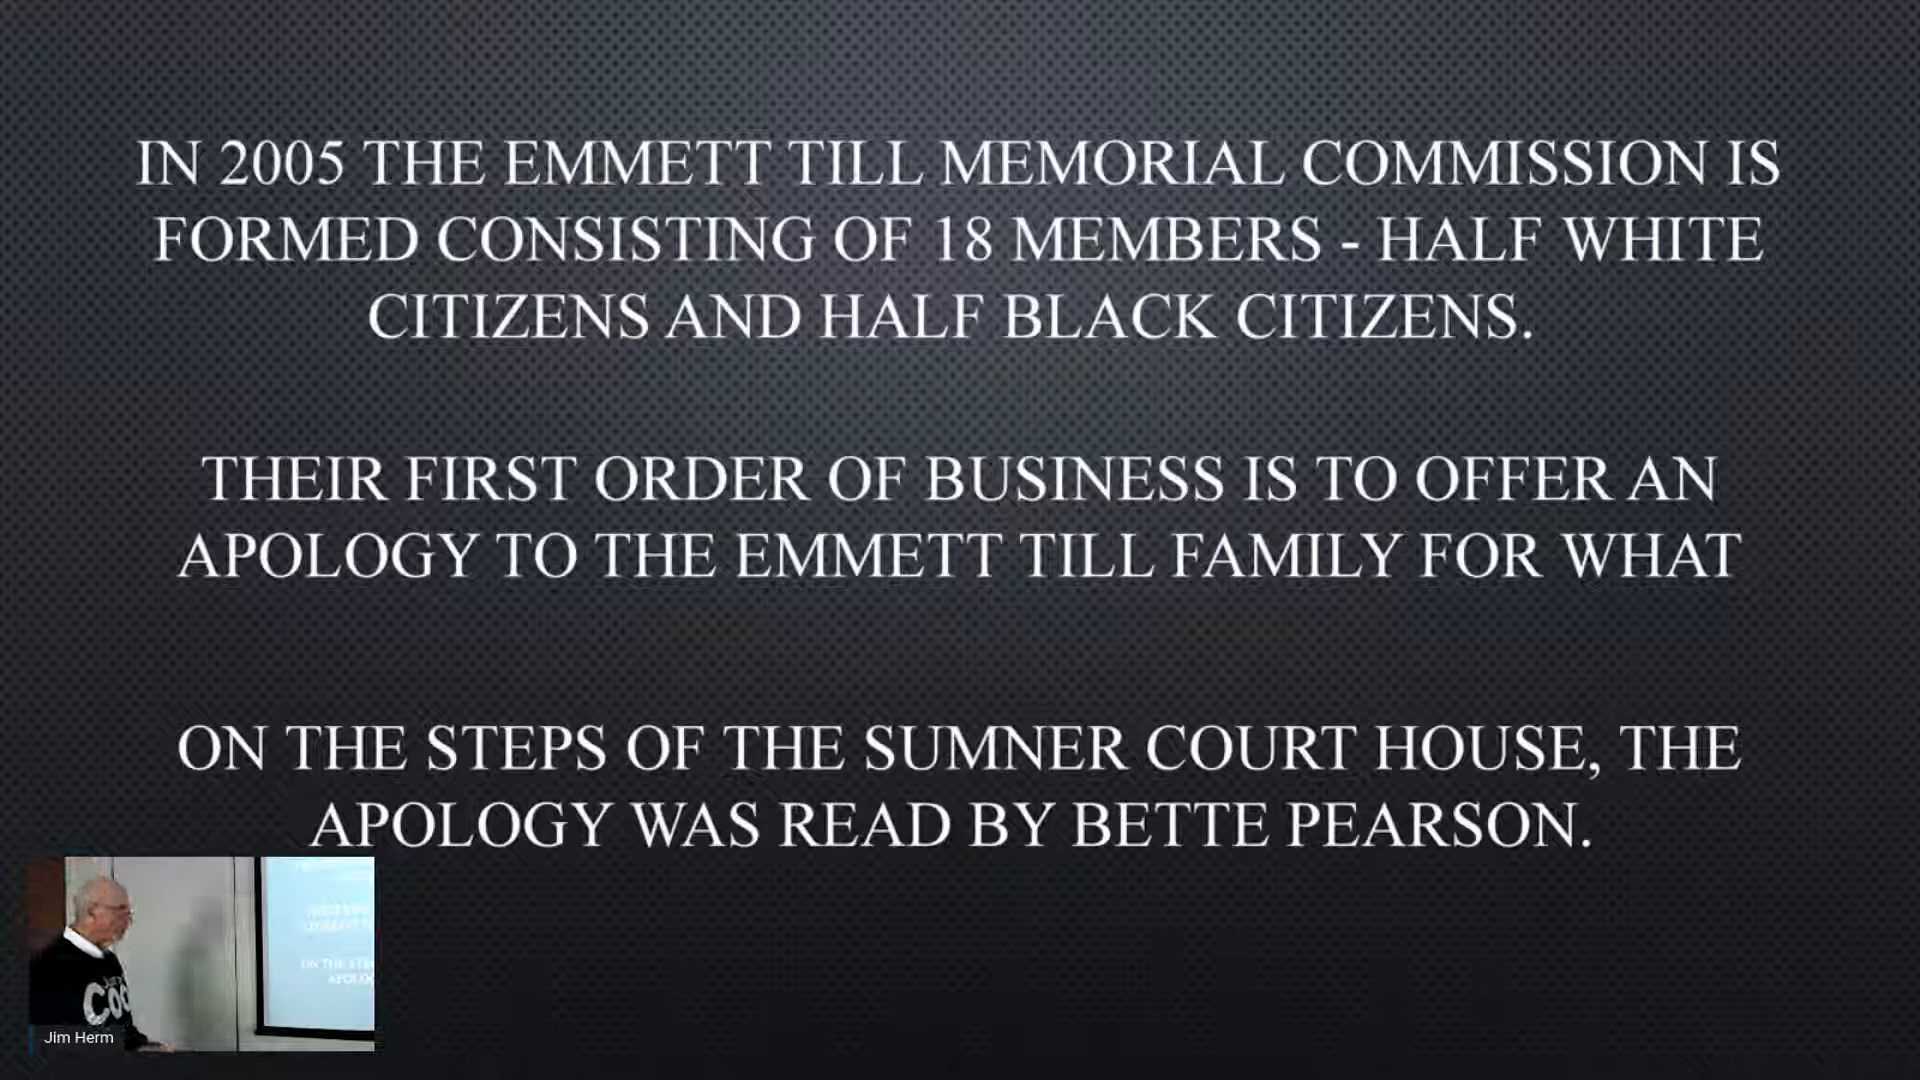 IN 2005 THE EMMETT TILL MEMORIAL COMMISSION IS
FORMED CONSISTING OF 18 MEMBERS - HALF WHITE
CITIZENS AND HALF BLACK CITIZENS.
THEIR FIRST ORDER OF BUSINESS IS TO OFFER AN
APOLOGY TO THE EMMETT TILL FAMILY FOR WHAT
ON THE STEPS OF THE SUMNER COURT HOUSE, THE
APOLOGY WAS READ BY BETTE PEARSON.
ON THE
Jim Herm